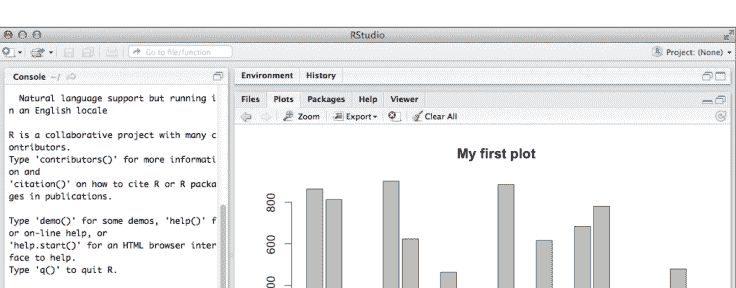 RStudio
Go to file/function
Project: (None)
Console ~/
Natural language support but running i
n an English locale
R is a collaborative project with many c
ontributors.
Type 'contributors()' for more informati
on and
'citation()' on how to cite R or R packa
ges in publications.
Type 'demo()' for some demos, 'help()' f
or on-line help, or
'help.start()' for an HTML browser inter
face to help.
Type 'q()' to quit R.
Environment History
Files Plots Packages Help Viewer
Zoom Export Clear All
My first plot
800
600